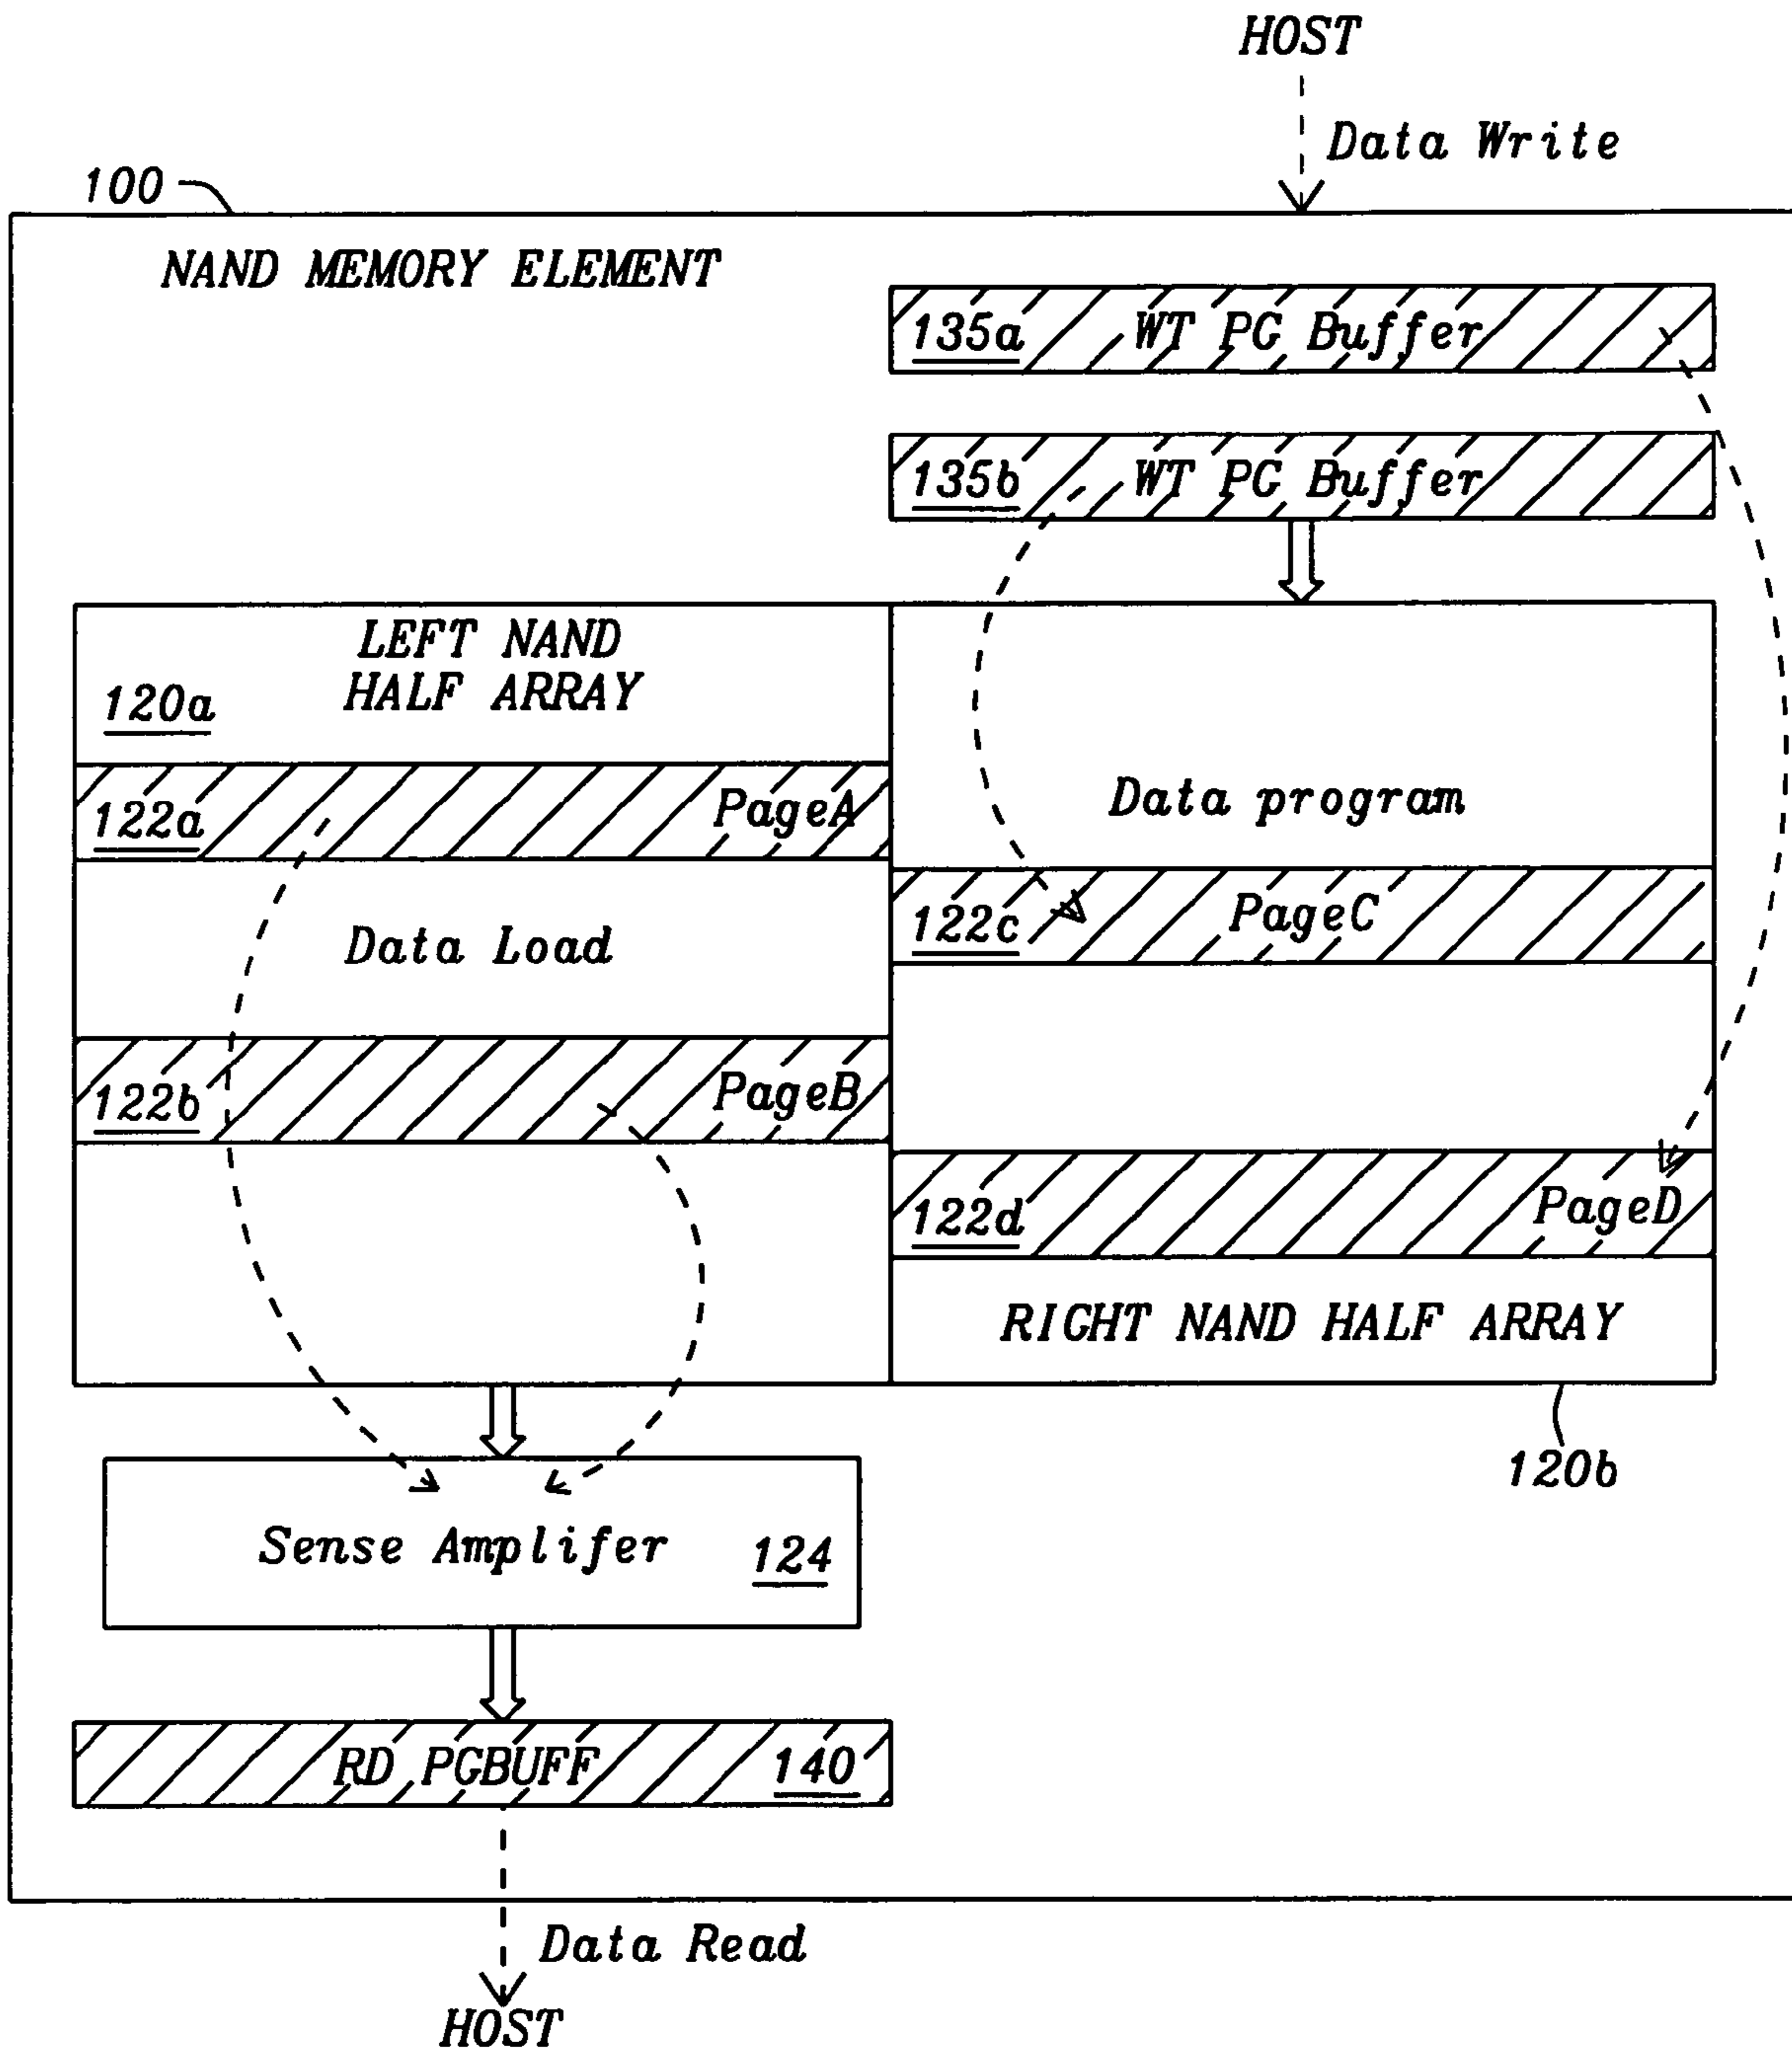 HOST
Data Write
100
NAND MEMORY ELEMENT
135a WT PG Buffer
135b WT PG Buffer
LEFT NAND
HALF ARRAY
120a
122a PageA
Data program
122c PageC
Data Load
122b PageB
122d PageD
RIGHT NAND HALF ARRAY
120b
Sense Amplifer 124
RD PGBUFF 140
Data Read
HOST